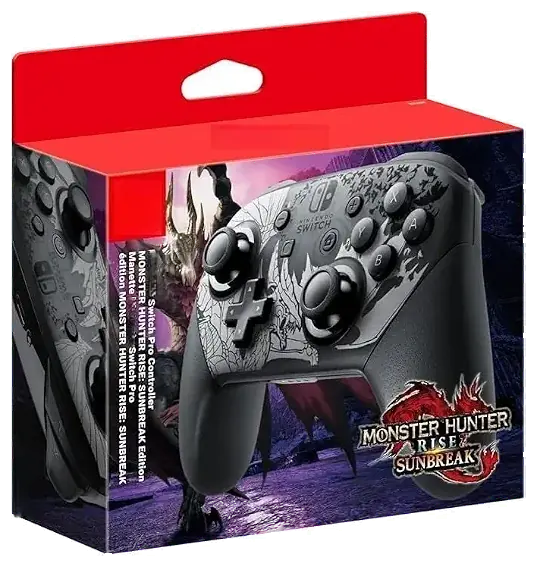 Switch Pro Controller
MONSTER HUNTER RISE: SUNBREAK Edition
Manette
Switch Pro
édition MONSTER HUNTER RISE: SUNBREAK
NINTENDO
SWITCH
X
Y
A
B
MONSTER HUNTER
RISE
SUNBREAK